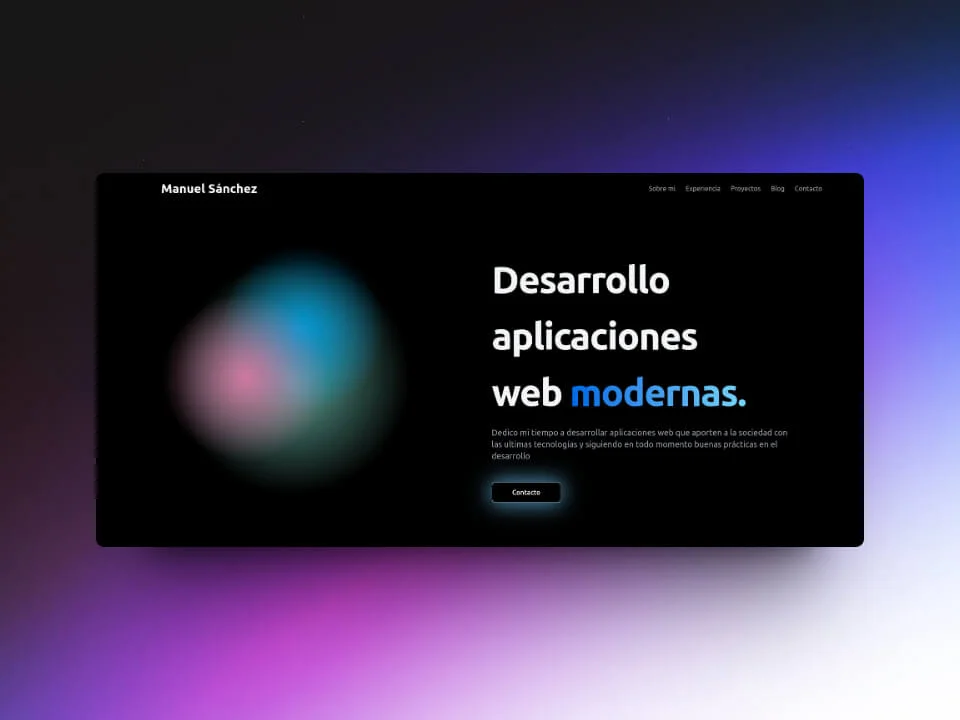 Manuel Sánchez
Sobre mi Experiencia Proyectos Blog Contacto
Desarrollo
aplicaciones
web modernas.
Dedico mi tiempo a desarrollar aplicaciones web que aporten a la sociedad con
las ultimas tecnologías y siguiendo en todo momento buenas prácticas en el
desarrollo
Contacto